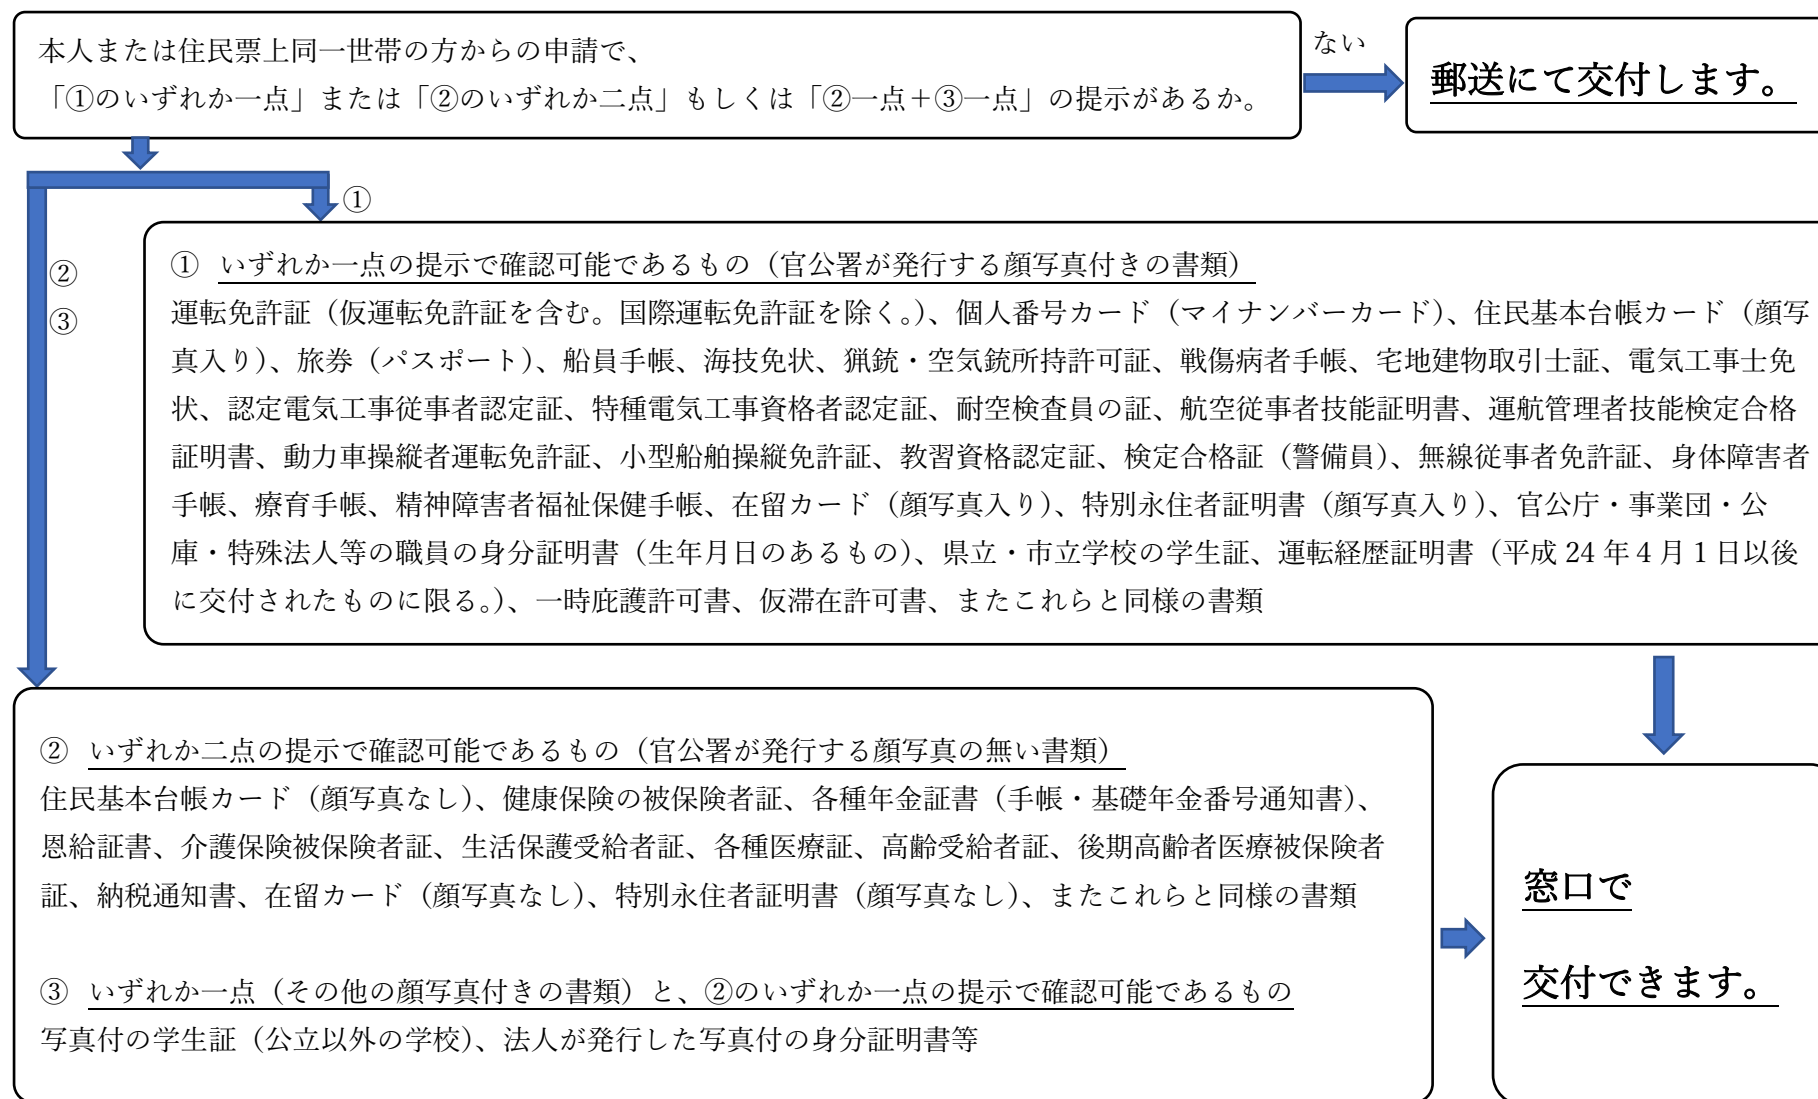 本人または住民票上同一世帯の方からの申請で、
「①のいずれか一点」または「②のいずれか二点」もしくは「②一点＋③一点」の提示があるか。
ない
郵送にて交付します。
①
②
③
① いずれか一点の提示で確認可能であるもの（官公署が発行する顔写真付きの書類）
運転免許証（仮運転免許証を含む。国際運転免許証を除く。）、個人番号カード（マイナンバーカード）、住民基本台帳カード（顔写
真入り）、旅券（パスポート）、船員手帳、海技免状、猟銃・空気銃所持許可証、戦傷病者手帳、宅地建物取引士証、電気工事士免
状、認定電気工事従事者認定証、特種電気工事資格者認定証、耐空検査員の証、航空従事者技能証明書、運航管理者技能検定合格
証明書、動力車操縦者運転免許証、小型船舶操縦免許証、教習資格認定証、検定合格証（警備員）、無線従事者免許証、身体障害者
手帳、療育手帳、精神障害者福祉保健手帳、在留カード（顔写真入り）、特別永住者証明書（顔写真入り）、官公庁・事業団・公
庫・特殊法人等の職員の身分証明書（生年月日のあるもの）、県立・市立学校の学生証、運転経歴証明書（平成 24 年 4 月 1 日以後
に交付されたものに限る。）、一時庇護許可書、仮滞在許可書、またこれらと同様の書類
② いずれか二点の提示で確認可能であるもの（官公署が発行する顔写真の無い書類）
住民基本台帳カード（顔写真なし）、健康保険の被保険者証、各種年金証書（手帳・基礎年金番号通知書）、
恩給証書、介護保険被保険者証、生活保護受給者証、各種医療証、高齢受給者証、後期高齢者医療被保険者
証、納税通知書、在留カード（顔写真なし）、特別永住者証明書（顔写真なし）、またこれらと同様の書類
③ いずれか一点（その他の顔写真付きの書類）と、②のいずれか一点の提示で確認可能であるもの
写真付の学生証（公立以外の学校）、法人が発行した写真付の身分証明書等
窓口で
交付できます。